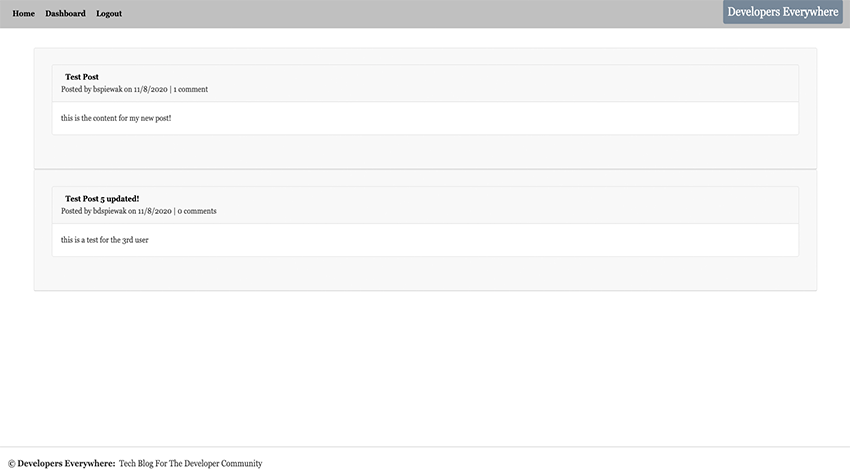 Home Dashboard Logout Developers Everywhere
Test Post
Posted by bspiewak on 11/8/2020 | 1 comment
this is the content for my new post!
Test Post 5 updated!
Posted by bdspiewak on 11/8/2020 | 0 comments
this is a test for the 3rd user
© Developers Everywhere: Tech Blog For The Developer Community